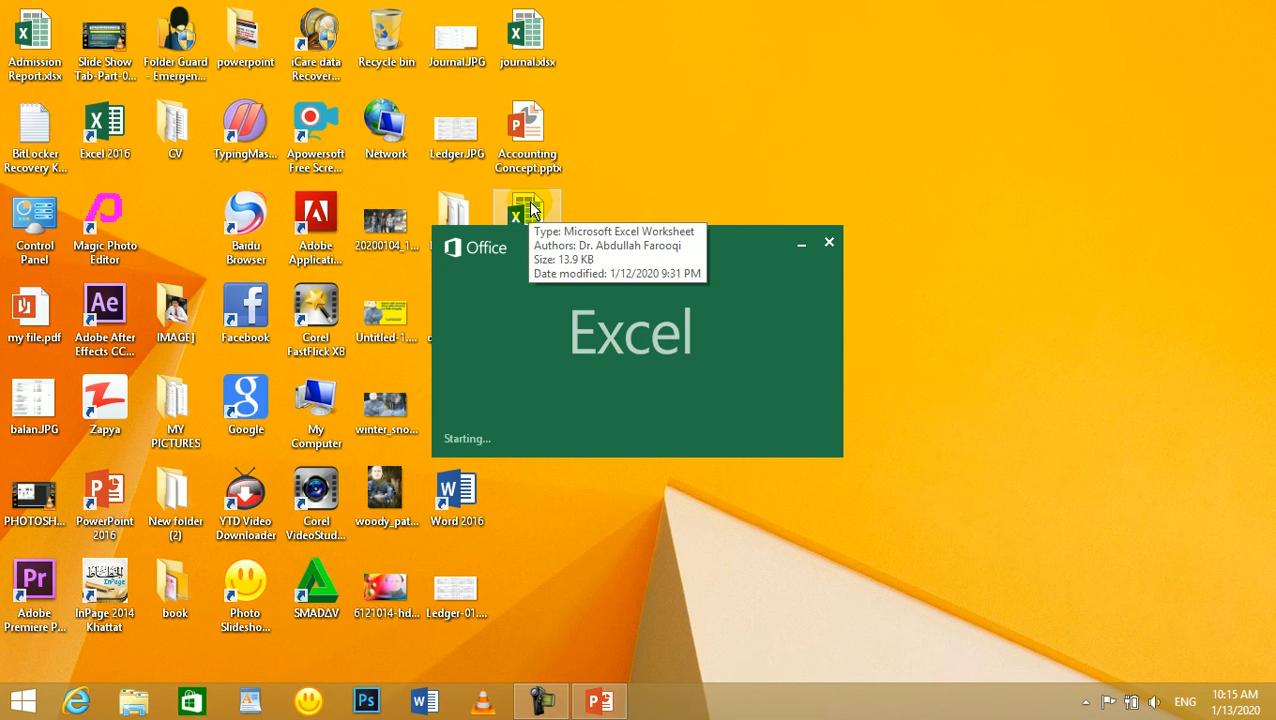 Admission
Report.xlsx
Slide Show
Tab-Part-0...
Folder Guard
- Emergen...
powerpoint
iCare data
Recover...
Recycle bin
Journal.JPG
journal.xlsx
BitLocker
Recovery K...
Excel 2016
CV
TypingMas...
Apowersoft
Free Scre...
Network
Ledger.JPG
Accounting
Concept.pptx
Control
Panel
Magic Photo
Editor
Baidu
Browser
Adobe
Applicati...
20200104_1...
Type: Microsoft Excel Worksheet
Authors: Dr. Abdullah Farooqi
Size: 13.9 KB
Date modified: 1/12/2020 9:31 PM
Office
Excel
Starting...
my file.pdf
Adobe After
Effects CC...
IMAGE]
Facebook
Corel
FastFlick X8
Untitled-1....
balan.JPG
Zapya
MY
PICTURES
Google
My
Computer
winter_sno...
PHOTOSH...
PowerPoint
2016
New folder
(2)
YTD Video
Downloader
Corel
VideoStud...
woody_pat...
Word 2016
Adobe
Premiere P...
InPage 2014
Khattat
book
Photo
Slidesho...
SMADAV
6121014-hd...
Ledger-01....
ENG
10:15 AM
1/13/2020